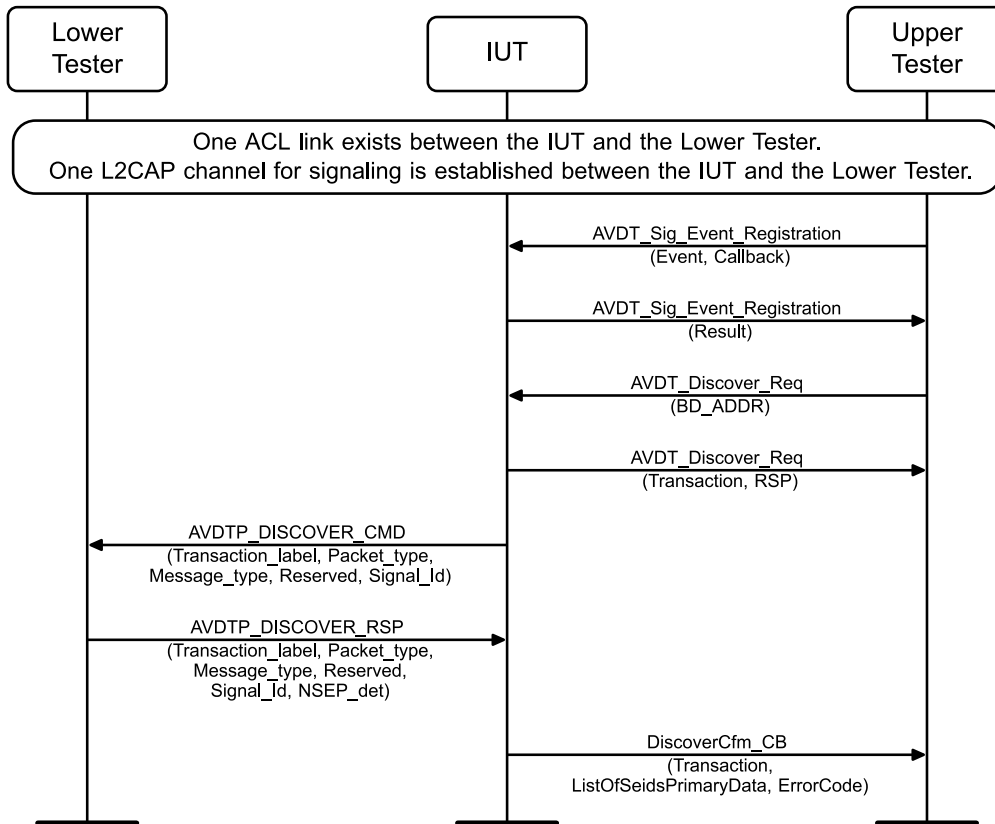 Lower
Tester
IUT
Upper
Tester
One ACL link exists between the IUT and the Lower Tester.
One L2CAP channel for signaling is established between the IUT and the Lower Tester.
AVDT_Sig_Event_Registration
(Event, Callback)
AVDT_Sig_Event_Registration
(Result)
AVDT_Discover_Req
(BD_ADDR)
AVDT_Discover_Req
(Transaction, RSP)
AVDTP_DISCOVER_CMD
(Transaction_label, Packet_type,
Message_type, Reserved, Signal_Id)
AVDTP_DISCOVER_RSP
(Transaction_label, Packet_type,
Message_type, Reserved,
Signal_Id, NSEP_det)
DiscoverCfm_CB
(Transaction,
ListOfSeidsPrimaryData, ErrorCode)